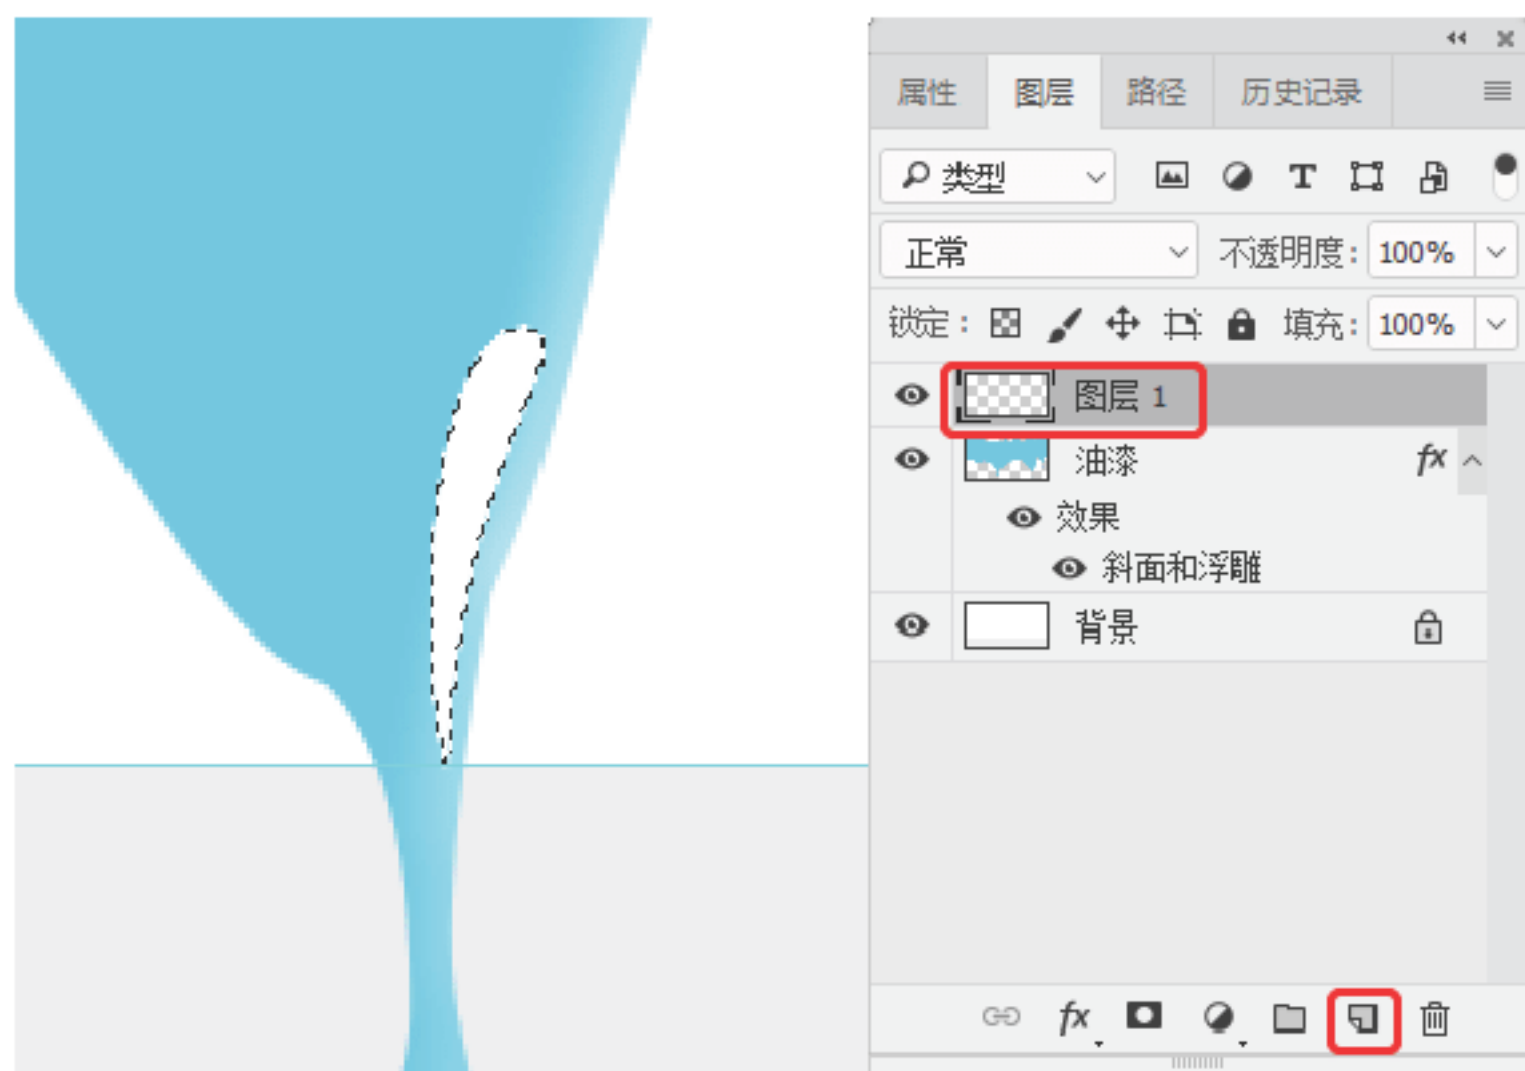 属性 图层 路径 历史记录
类型 T
正常 不透明度: 100%
锁定: 填充: 100%
图层 1
油漆 fx
效果
斜面和浮雕
背景
fx